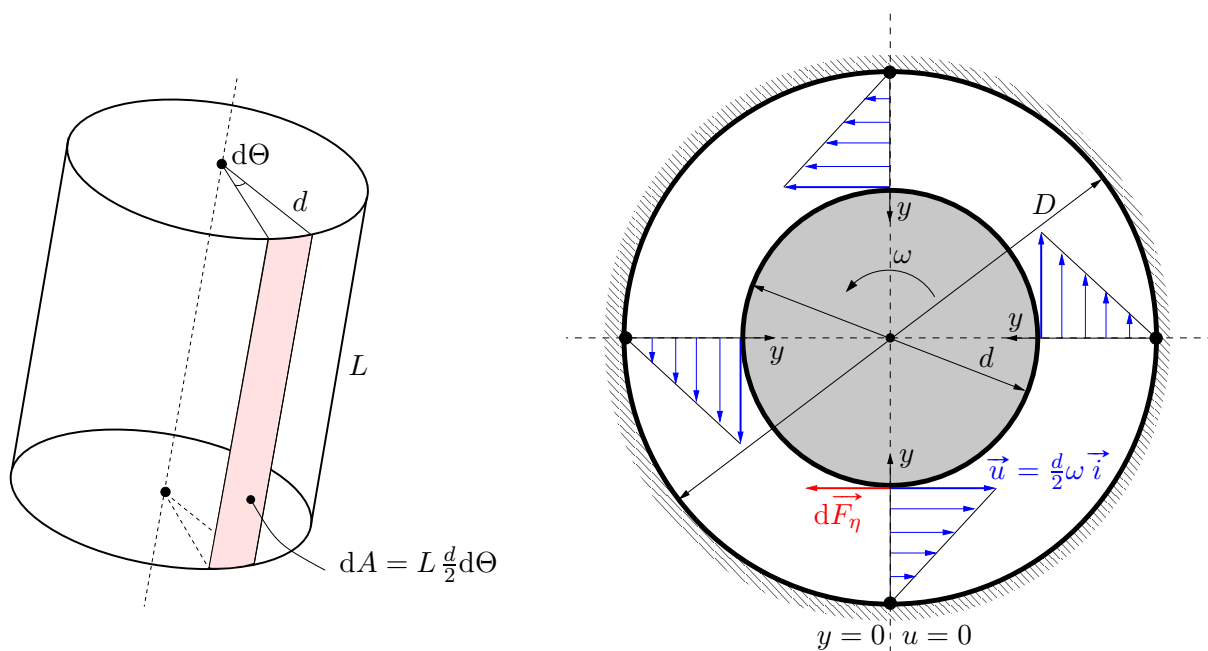 dΘ
d
L
dA = L d/2 dΘ
y
D
ω
y
y
d
y
u⃗ = d/2 ω i⃗
dF⃗η
y = 0 u = 0